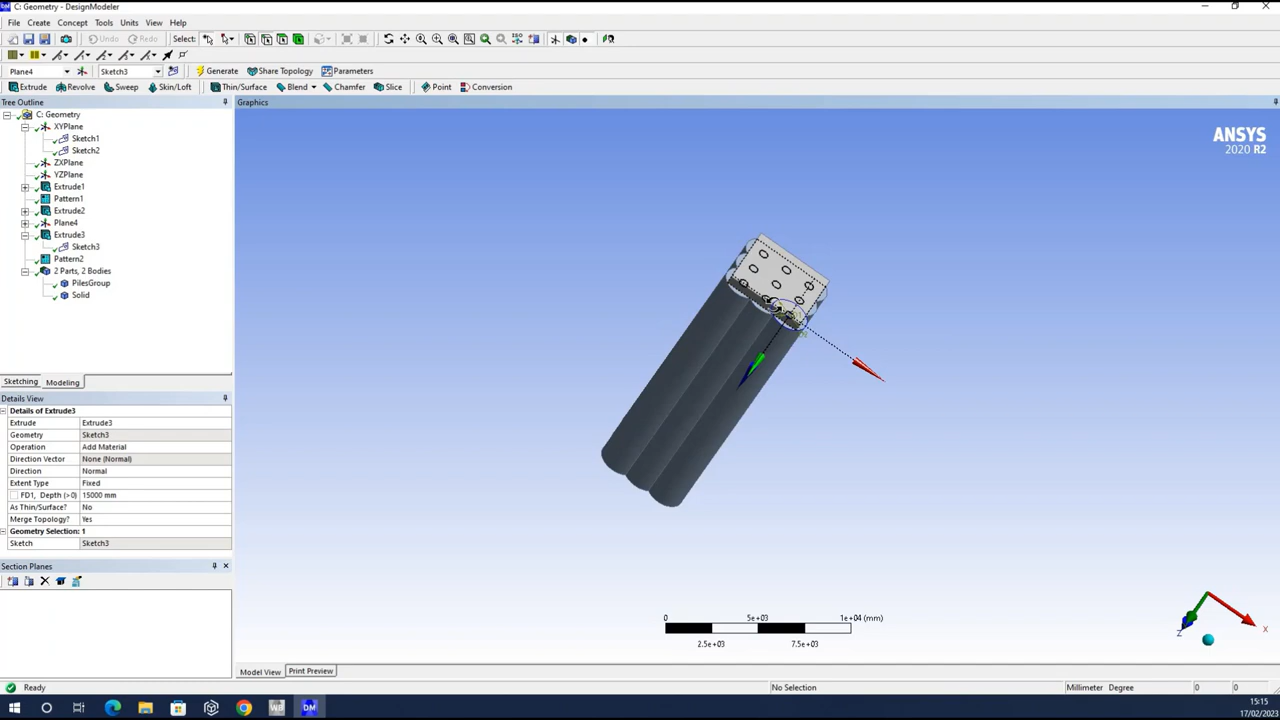 C: Geometry - DesignModeler
File Create Concept Tools Units View Help
Undo Redo Select:
Plane4 Sketch3 Generate Share Topology Parameters
Extrude Revolve Sweep Skin/Loft Thin/Surface Blend Chamfer Slice Point Conversion
Tree Outline
Graphics
C: Geometry
XYPlane
Sketch1
Sketch2
ZXPlane
YZPlane
Extrude1
Pattern1
Extrude2
Plane4
Extrude3
Sketch3
Pattern2
2 Parts, 2 Bodies
PilesGroup
Solid
ANSYS
2020 R2
Sketching Modeling
Details View
Details of Extrude3
Extrude Extrude3
Geometry Sketch3
Operation Add Material
Direction Vector None (Normal)
Direction Normal
Extent Type Fixed
FD1, Depth (>0) 15000 mm
As Thin/Surface? No
Merge Topology? Yes
Geometry Selection: 1
Sketch Sketch3
Section Planes
0 5e+03 1e+04 (mm)
2.5e+03 7.5e+03
Z X
Model View Print Preview
Ready No Selection Millimeter Degree 0 0
DM
15:15
17/02/2023